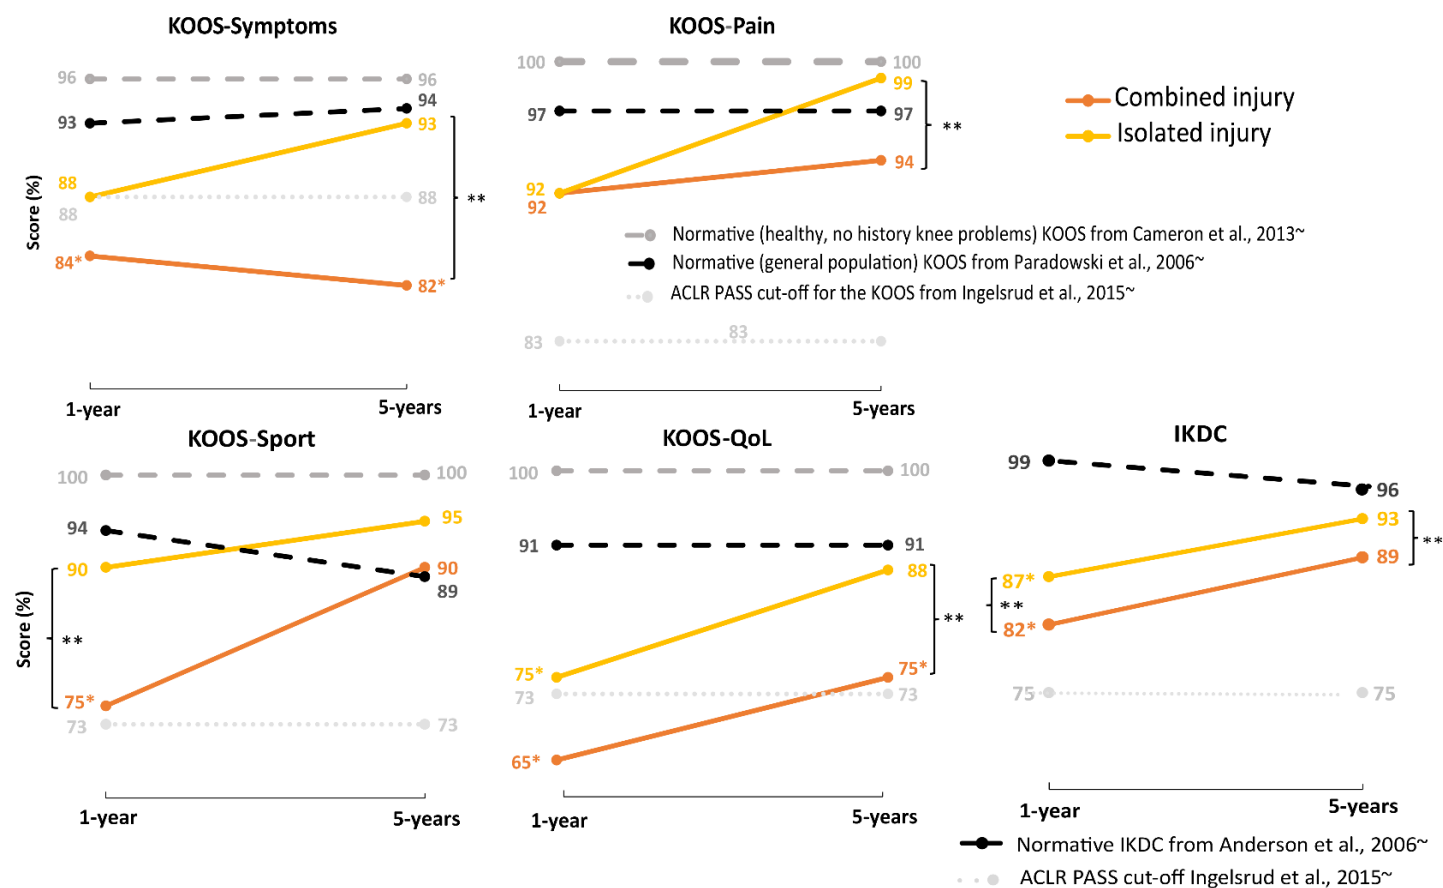 KOOS-Symptoms
KOOS-Pain
96
96
93
94
93
88
88
88
84*
82*
**
Score (%)
1-year
5-years
100
100
99
97
97
**
94
92
92
83
83
1-year
5-years
Combined injury
Isolated injury
Normative (healthy, no history knee problems) KOOS from Cameron et al., 2013~
Normative (general population) KOOS from Paradowski et al., 2006~
ACLR PASS cut-off for the KOOS from Ingelsrud et al., 2015~
KOOS-Sport
KOOS-QoL
IKDC
100
100
94
95
90
90
89
**
75*
73
73
Score (%)
1-year
5-years
100
100
91
91
88
**
75*
75*
73
73
65*
1-year
5-years
99
96
93
**
89
87*
**
82*
75
75
1-year
5-years
Normative IKDC from Anderson et al., 2006~
ACLR PASS cut-off Ingelsrud et al., 2015~